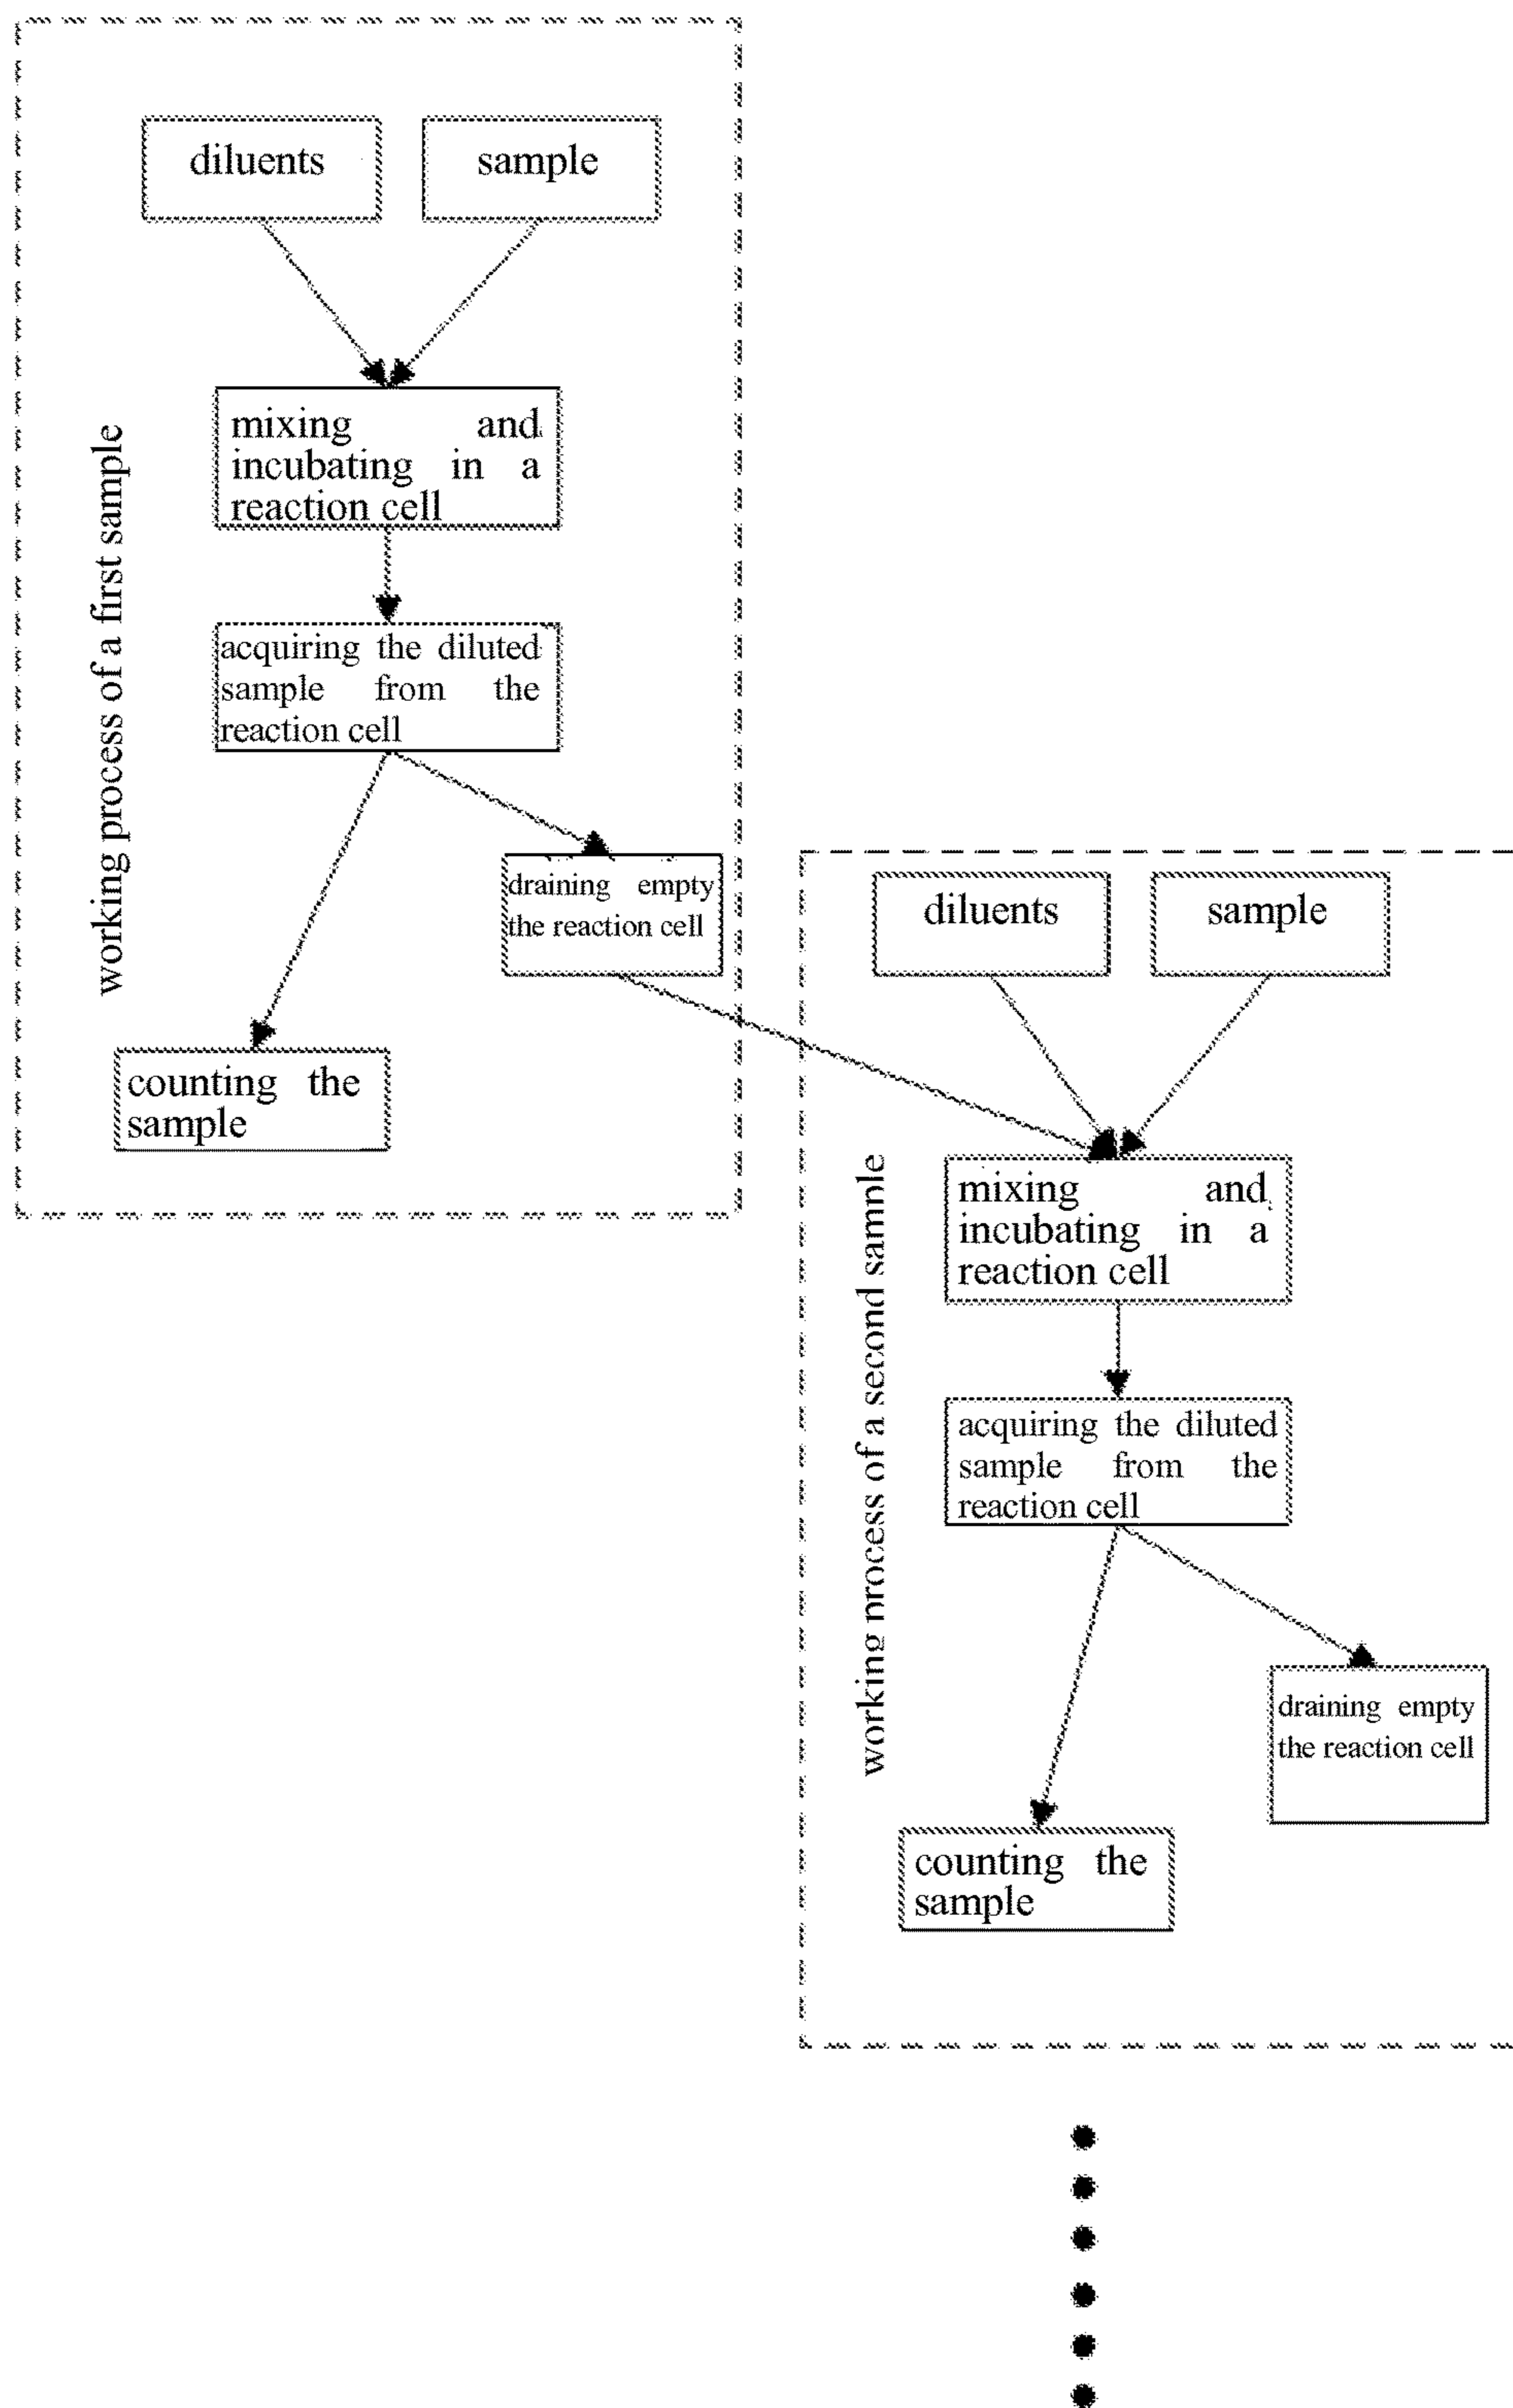 diluents
sample
mixing and
incubating in a
reaction cell
acquiring the diluted
sample from the
reaction cell
draining empty
the reaction cell
counting the
sample
working process of a first sample
diluents
sample
mixing and
incubating in a
reaction cell
acquiring the diluted
sample from the
reaction cell
draining empty
the reaction cell
counting the
sample
working process of a second sample